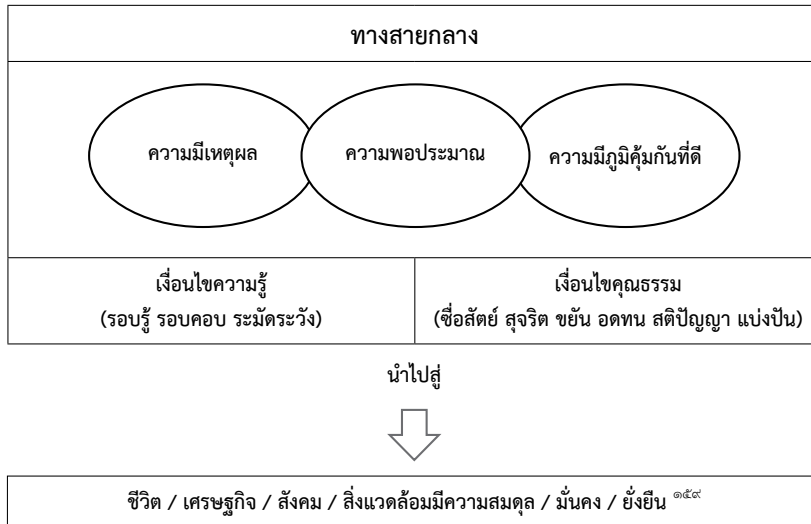 ทางสายกลาง
ความมีเหตุผล ความพอประมาณ ความมีภูมิคุ้มกันที่ดี
เงื่อนไขความรู้ เงื่อนไขคุณธรรม
(รอบรู้ รอบคอบ ระมัดระวัง) (ซื่อสัตย์ สุจริต ขยัน อดทน สติปัญญา แบ่งปัน)
นำไปสู่
ชีวิต / เศรษฐกิจ / สังคม / สิ่งแวดล้อมมีความสมดุล / มั่นคง / ยั่งยืน ๑๕๙